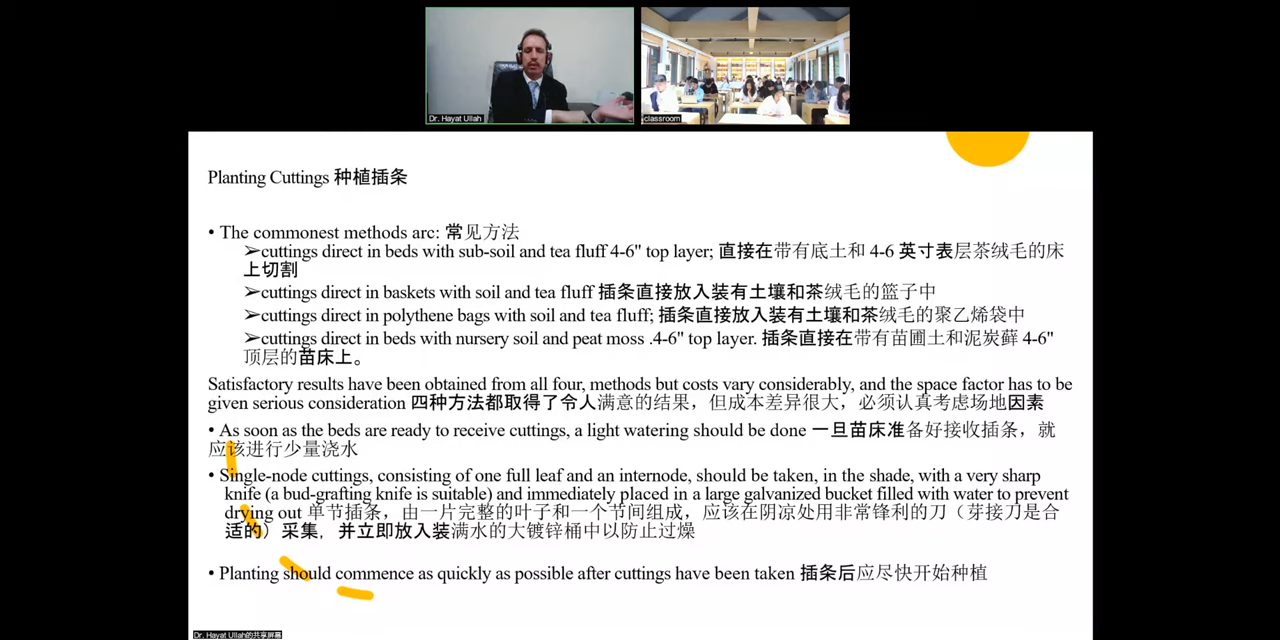 Dr. Hayat Ullah
classroom
Planting Cuttings 种植插条
• The commonest methods arc: 常见方法
➢cuttings direct in beds with sub-soil and tea fluff 4-6" top layer; 直接在带有底土和 4-6 英寸表层茶绒毛的床
上切割
➢cuttings direct in baskets with soil and tea fluff 插条直接放入装有土壤和茶绒毛的篮子中
➢cuttings direct in polythene bags with soil and tea fluff; 插条直接放入装有土壤和茶绒毛的聚乙烯袋中
➢cuttings direct in beds with nursery soil and peat moss .4-6" top layer. 插条直接在带有苗圃土和泥炭藓 4-6"
顶层的苗床上。
Satisfactory results have been obtained from all four, methods but costs vary considerably, and the space factor has to be
given serious consideration 四种方法都取得了令人满意的结果，但成本差异很大，必须认真考虑场地因素
• As soon as the beds are ready to receive cuttings, a light watering should be done 一旦苗床准备好接收插条，就
应该进行少量浇水
• Single-node cuttings, consisting of one full leaf and an internode, should be taken, in the shade, with a very sharp
knife (a bud-grafting knife is suitable) and immediately placed in a large galvanized bucket filled with water to prevent
drying out 单节插条，由一片完整的叶子和一个节间组成，应该在阴凉处用非常锋利的刀（芽接刀是合
适的）采集，并立即放入装满水的大镀锌桶中以防止过燥
• Planting should commence as quickly as possible after cuttings have been taken 插条后应尽快开始种植
Dr. Hayat Ullah的共享屏幕